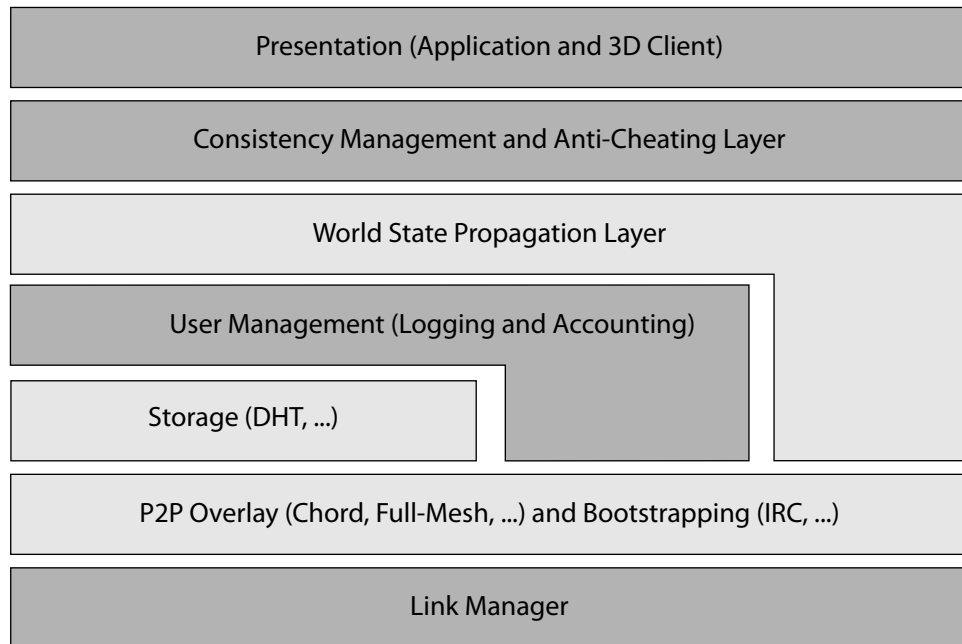 Presentation (Application and 3D Client)
Consistency Management and Anti-Cheating Layer
World State Propagation Layer
User Management (Logging and Accounting)
Storage (DHT, ...)
P2P Overlay (Chord, Full-Mesh, ...) and Bootstrapping (IRC, ...)
Link Manager